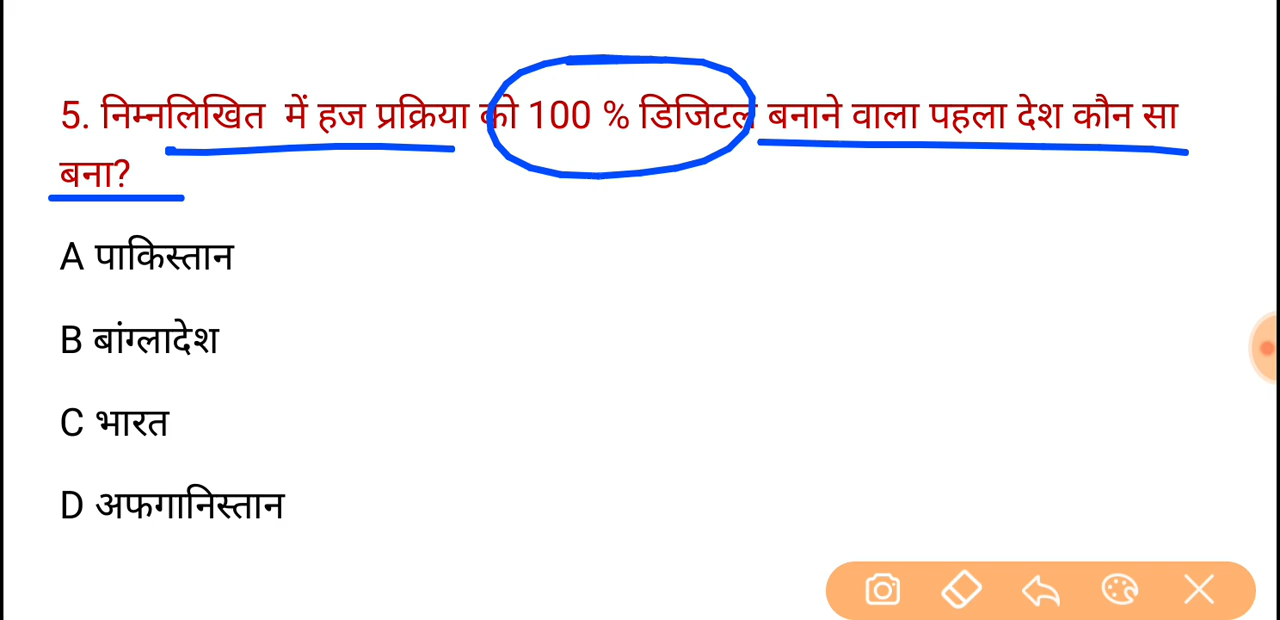 5. निम्नलिखित में हज प्रक्रिया को 100 % डिजिटल बनाने वाला पहला देश कौन सा
बना?
A पाकिस्तान
B बांग्लादेश
C भारत
D अफगानिस्तान